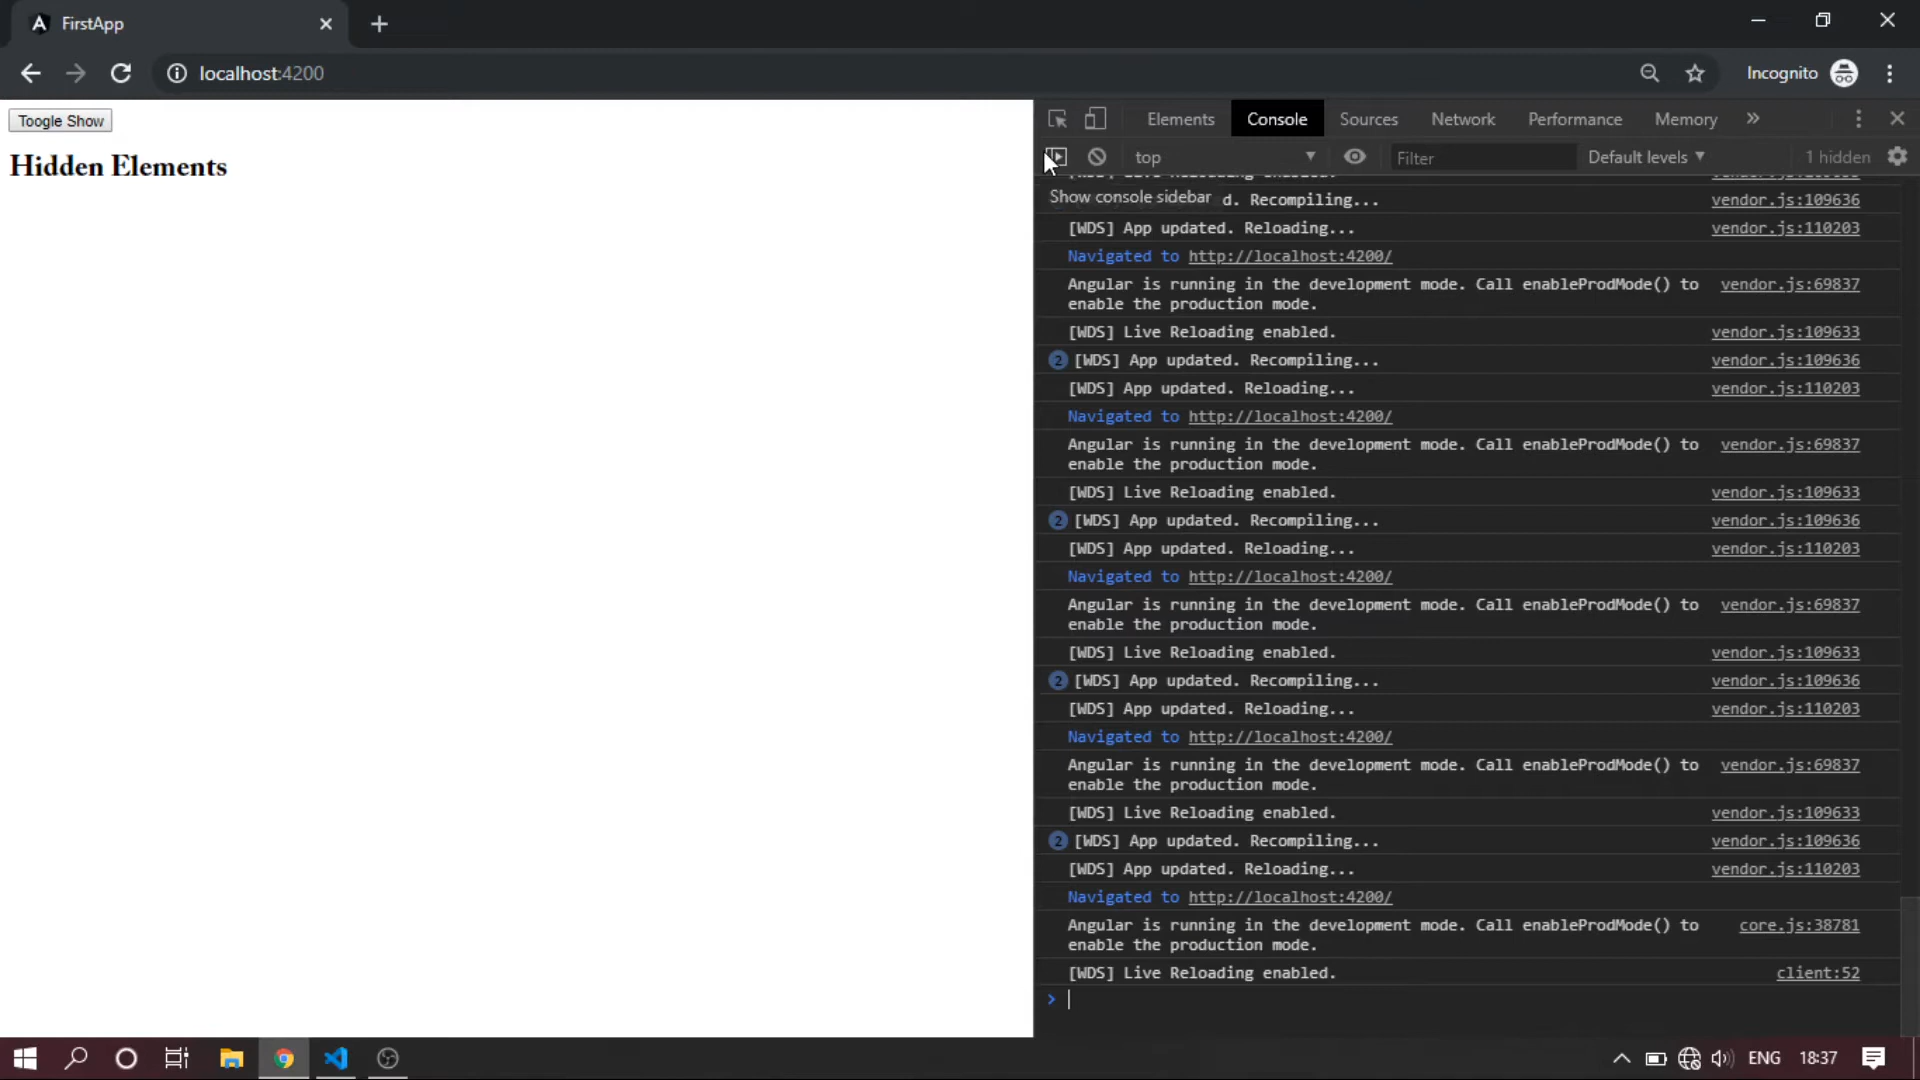 FirstApp
localhost:4200
Incognito
Toogle Show
Hidden Elements
Elements
Console
Sources
Network
Performance
Memory
top
Filter
Default levels
1 hidden
Show console sidebar
d. Recompiling... vendor.js:109636
[WDS] App updated. Reloading... vendor.js:110203
Navigated to http://localhost:4200/
Angular is running in the development mode. Call enableProdMode() to vendor.js:69837
enable the production mode.
[WDS] Live Reloading enabled. vendor.js:109633
2 [WDS] App updated. Recompiling... vendor.js:109636
[WDS] App updated. Reloading... vendor.js:110203
Navigated to http://localhost:4200/
Angular is running in the development mode. Call enableProdMode() to vendor.js:69837
enable the production mode.
[WDS] Live Reloading enabled. vendor.js:109633
2 [WDS] App updated. Recompiling... vendor.js:109636
[WDS] App updated. Reloading... vendor.js:110203
Navigated to http://localhost:4200/
Angular is running in the development mode. Call enableProdMode() to vendor.js:69837
enable the production mode.
[WDS] Live Reloading enabled. vendor.js:109633
2 [WDS] App updated. Recompiling... vendor.js:109636
[WDS] App updated. Reloading... vendor.js:110203
Navigated to http://localhost:4200/
Angular is running in the development mode. Call enableProdMode() to vendor.js:69837
enable the production mode.
[WDS] Live Reloading enabled. vendor.js:109633
2 [WDS] App updated. Recompiling... vendor.js:109636
[WDS] App updated. Reloading... vendor.js:110203
Navigated to http://localhost:4200/
Angular is running in the development mode. Call enableProdMode() to core.js:38781
enable the production mode.
[WDS] Live Reloading enabled. client:52
ENG
18:37